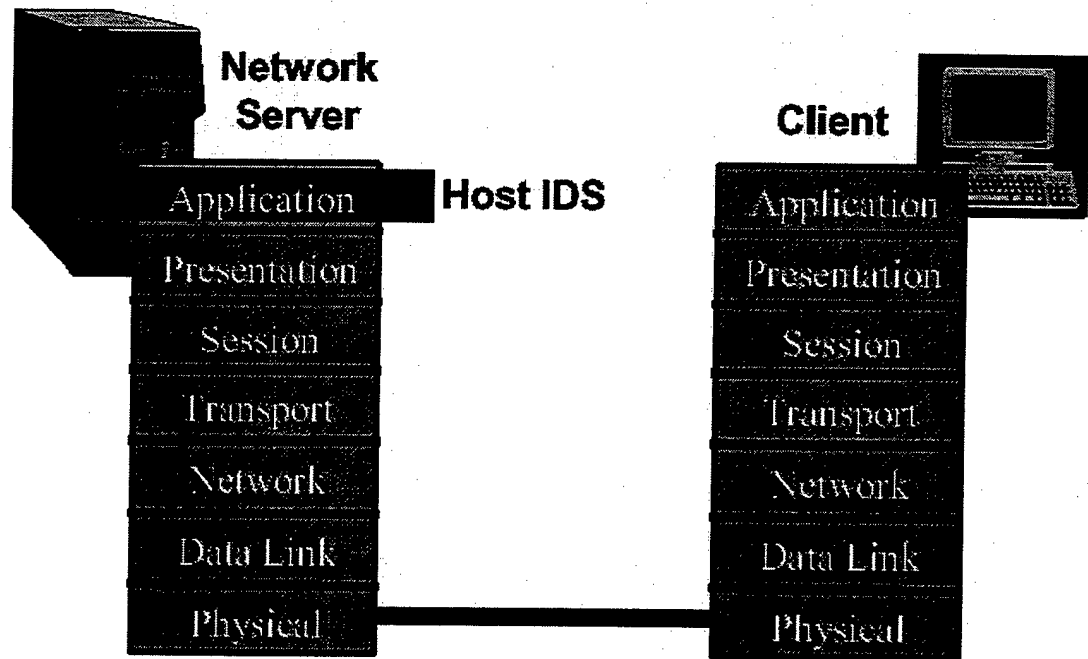 Network
Server
Client
Host IDS
Application
Presentation
Session
Transport
Network
Data Link
Physical
Application
Presentation
Session
Transport
Network
Data Link
Physical